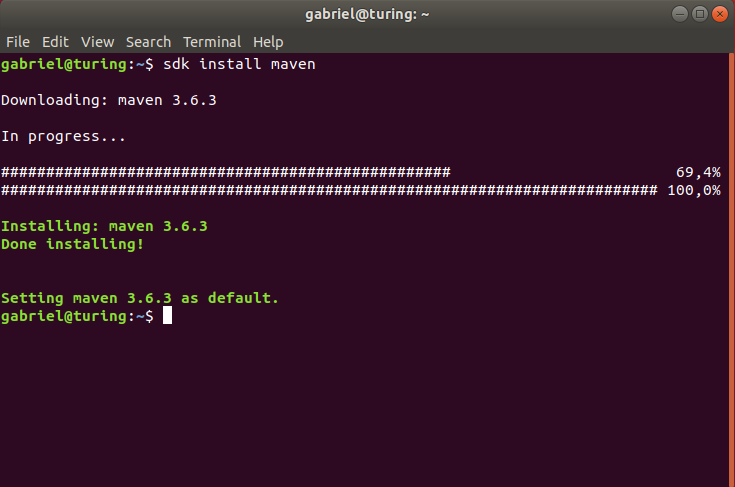 gabriel@turing: ~
File Edit View Search Terminal Help
gabriel@turing:~$ sdk install maven
Downloading: maven 3.6.3
In progress...
################################################## 69,4%
######################################################################### 100,0%
Installing: maven 3.6.3
Done installing!
Setting maven 3.6.3 as default.
gabriel@turing:~$